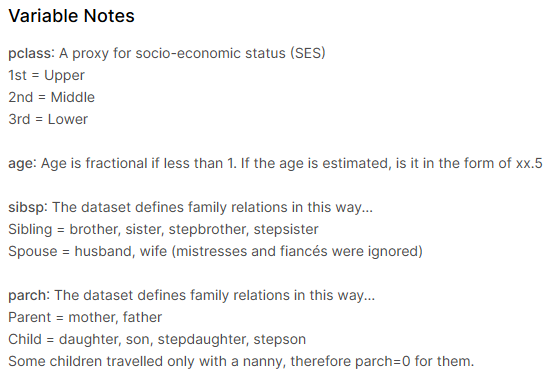 Variable Notes
pclass: A proxy for socio-economic status (SES)
1st = Upper
2nd = Middle
3rd = Lower
age: Age is fractional if less than 1. If the age is estimated, is it in the form of xx.5
sibsp: The dataset defines family relations in this way...
Sibling = brother, sister, stepbrother, stepsister
Spouse = husband, wife (mistresses and fiancés were ignored)
parch: The dataset defines family relations in this way...
Parent = mother, father
Child = daughter, son, stepdaughter, stepson
Some children travelled only with a nanny, therefore parch=0 for them.